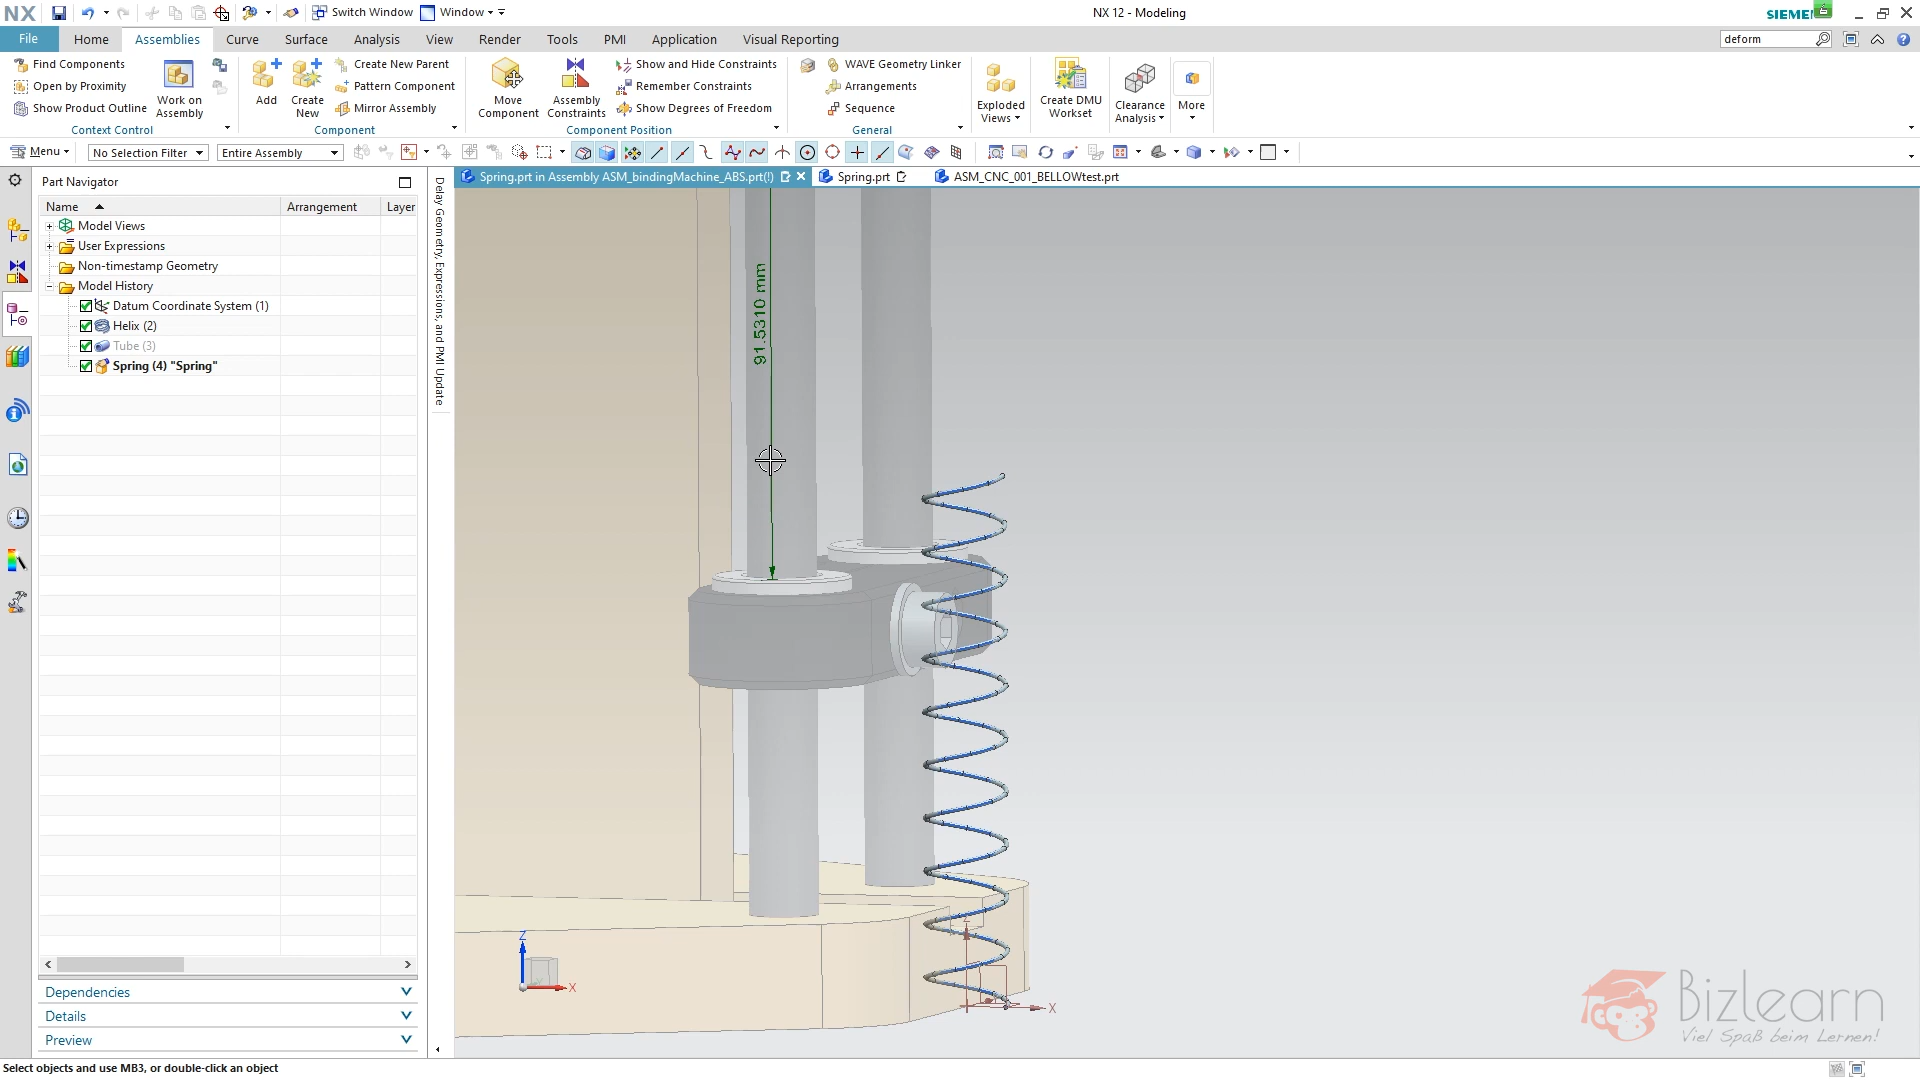 NX
Switch Window
Window
NX 12 - Modeling
SIEME
File
Home
Assemblies
Curve
Surface
Analysis
View
Render
Tools
PMI
Application
Visual Reporting
deform
Find Components
Open by Proximity
Show Product Outline
Work on
Assembly
Context Control
Add
Create
New
Create New Parent
Pattern Component
Mirror Assembly
Component
Move
Component
Assembly
Constraints
Show and Hide Constraints
Remember Constraints
Show Degrees of Freedom
Component Position
WAVE Geometry Linker
Arrangements
Sequence
General
Exploded
Views
Create DMU
Workset
Clearance
Analysis
More
Menu
No Selection Filter
Entire Assembly
Part Navigator
Name
Arrangement
Layer
Model Views
User Expressions
Non-timestamp Geometry
Model History
Datum Coordinate System (1)
Helix (2)
Tube (3)
Spring (4) "Spring"
Dependencies
Details
Preview
Delay Geometry, Expressions, and PMI Update
Spring.prt in Assembly ASM_bindingMachine_ABS.prt(!)
Spring.prt
ASM_CNC_001_BELLOWtest.prt
91.5310 mm
Z
X
X
Bizlearn
Viel Spaß beim Lernen!
Select objects and use MB3, or double-click an object